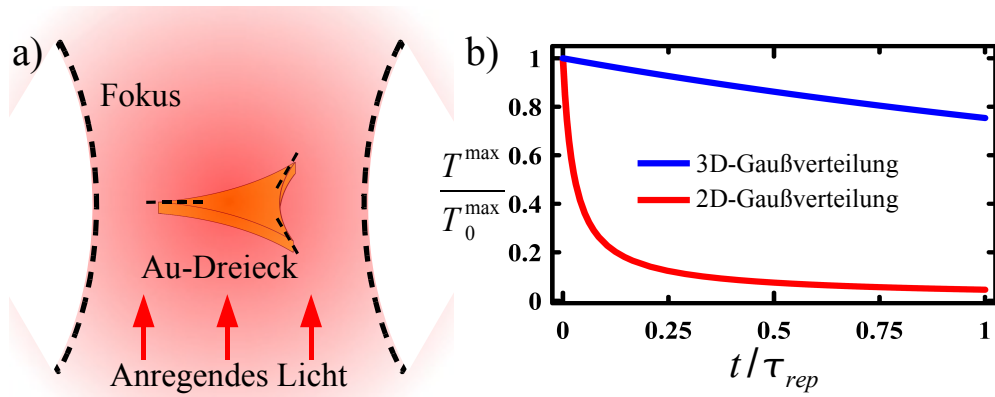 a)
Fokus
Au-Dreieck
Anregendes Licht
b)
T^max
T_0^max
1
0.8
0.6
0.4
0.2
0
3D-Gaußverteilung
2D-Gaußverteilung
0 0.25 0.5 0.75 1
t/τ_rep